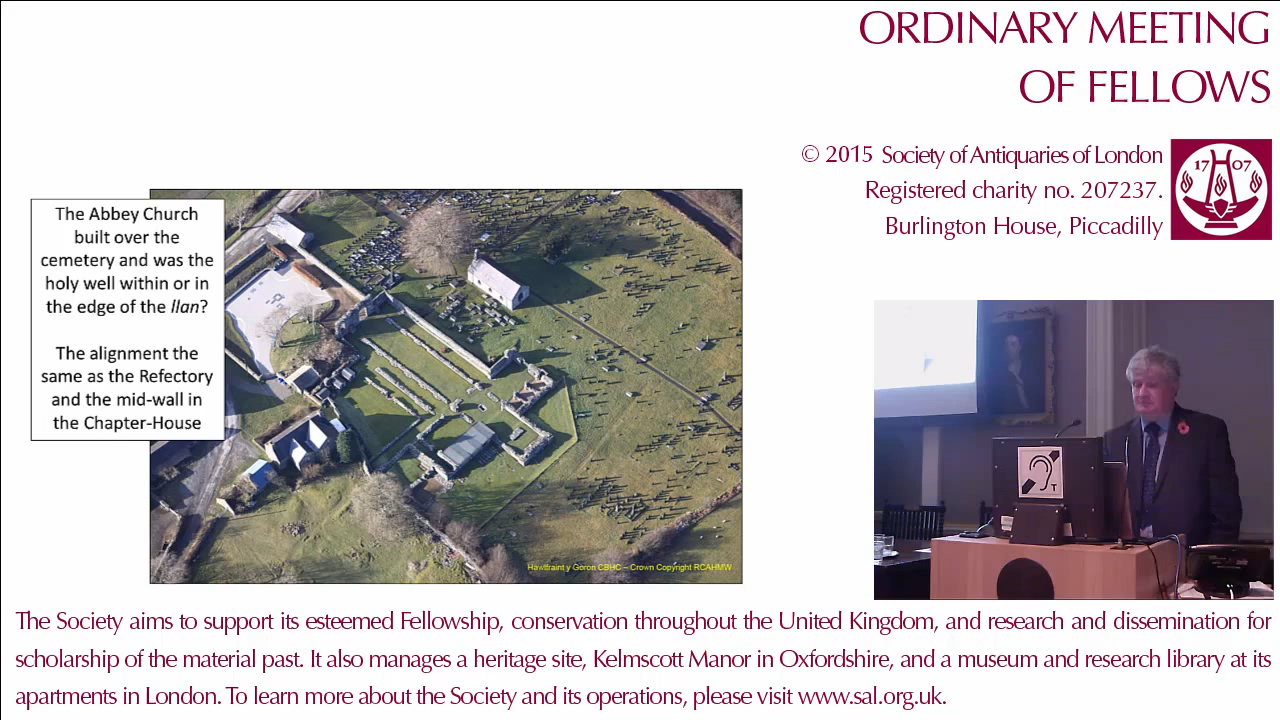 ORDINARY MEETING
OF FELLOWS
© 2015 Society of Antiquaries of London
Registered charity no. 207237.
Burlington House, Piccadilly
17 07
The Abbey Church
built over the
cemetery and was the
holy well within or in
the edge of the llan?
The alignment the
same as the Refectory
and the mid-wall in
the Chapter-House
Hawlfraint y Goron CBHC – Crown Copyright RCAHMW
T
The Society aims to support its esteemed Fellowship, conservation throughout the United Kingdom, and research and dissemination for
scholarship of the material past. It also manages a heritage site, Kelmscott Manor in Oxfordshire, and a museum and research library at its
apartments in London. To learn more about the Society and its operations, please visit www.sal.org.uk.